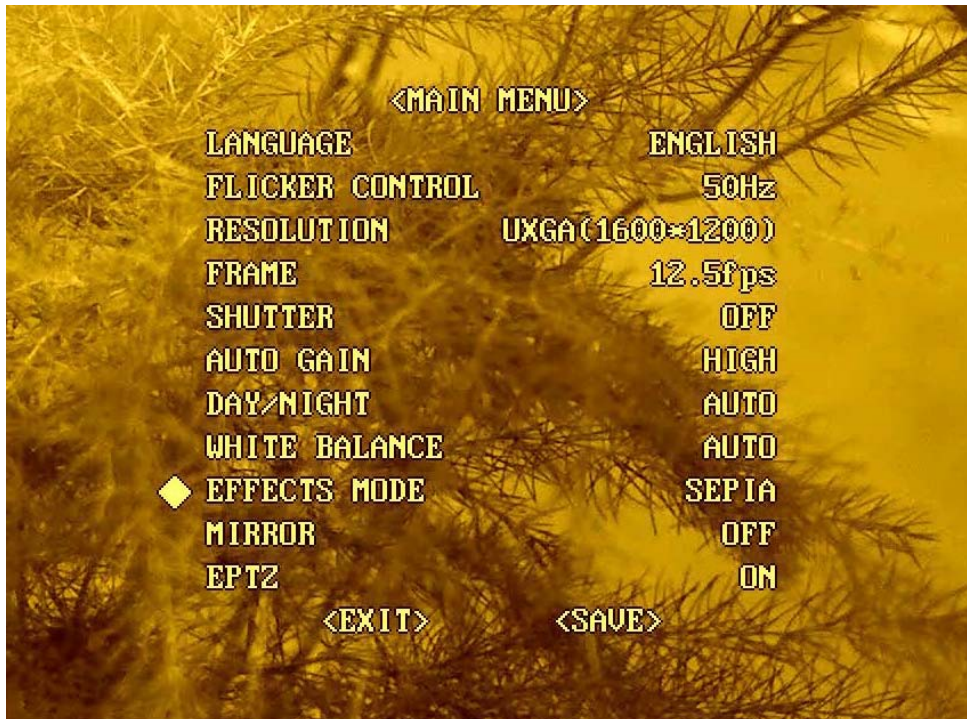 <MAIN MENU>
LANGUAGE ENGLISH
FLICKER CONTROL 50Hz
RESOLUTION UXGA(1600*1200)
FRAME 12.5fps
SHUTTER OFF
AUTO GAIN HIGH
DAY/NIGHT AUTO
WHITE BALANCE AUTO
EFFECTS MODE SEPIA
MIRROR OFF
EPTZ ON
<EXIT> <SAVE>